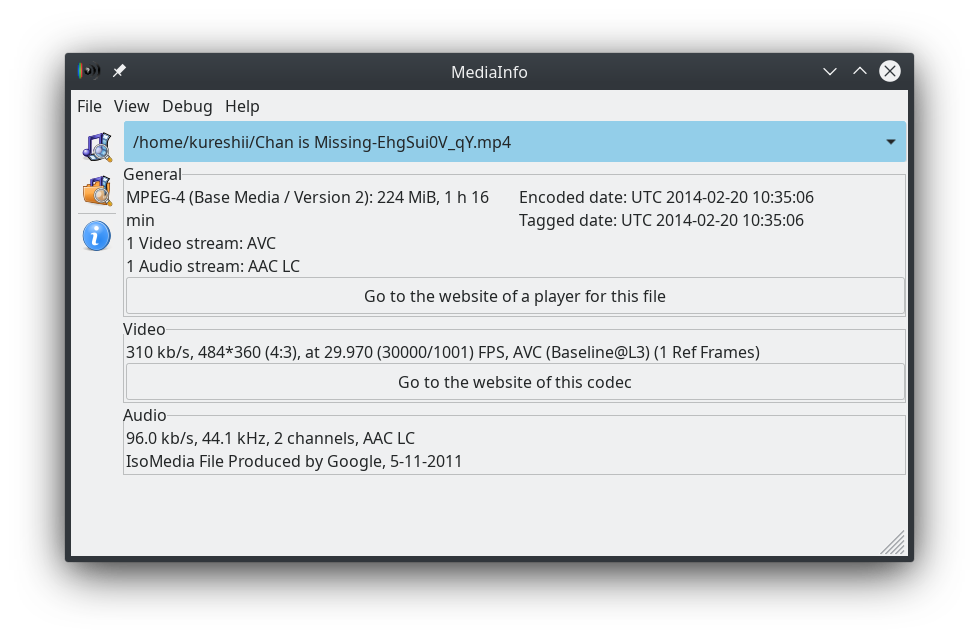 MediaInfo
File View Debug Help
/home/kureshii/Chan is Missing-EhgSui0V_qY.mp4
General
MPEG-4 (Base Media / Version 2): 224 MiB, 1 h 16
min
1 Video stream: AVC
1 Audio stream: AAC LC
Encoded date: UTC 2014-02-20 10:35:06
Tagged date: UTC 2014-02-20 10:35:06
Go to the website of a player for this file
Video
310 kb/s, 484*360 (4:3), at 29.970 (30000/1001) FPS, AVC (Baseline@L3) (1 Ref Frames)
Go to the website of this codec
Audio
96.0 kb/s, 44.1 kHz, 2 channels, AAC LC
IsoMedia File Produced by Google, 5-11-2011